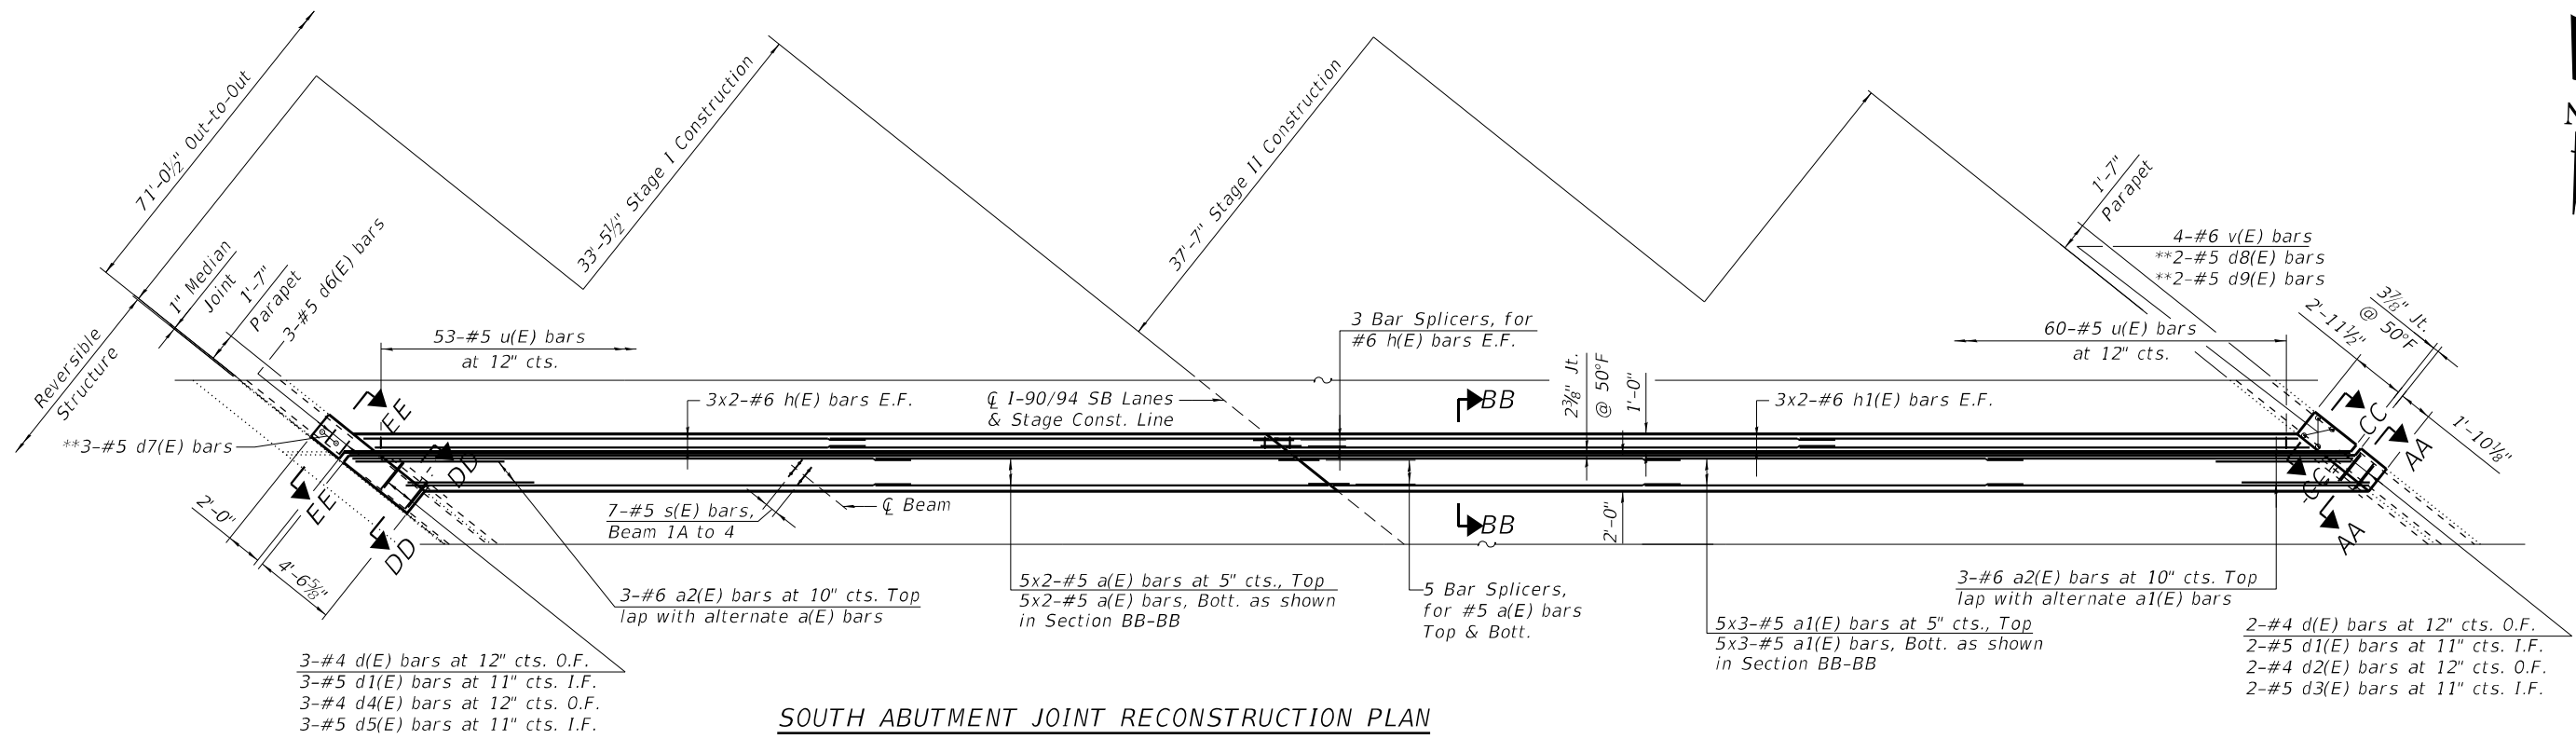 71'-0½" Out-to-Out
33'-5½" Stage I Construction
37'-7" Stage II Construction
1'-7"
Parapet
N
4-#6 v(E) bars
**2-#5 d8(E) bars
**2-#5 d9(E) bars
1" Median
Joint
1'-7"
Parapet
3-#5 d6(E) bars
Reversible
Structure
53-#5 u(E) bars
at 12" cts.
3 Bar Splicers, for
#6 h(E) bars E.F.
2⅜" Jt.
@ 50°F
1'-0"
60-#5 u(E) bars
at 12" cts.
2'-11½"
3⅞" Jt.
@ 50°F
1'-10⅛"
3x2-#6 h(E) bars E.F.
℄ I-90/94 SB Lanes
& Stage Const. Line
BB
3x2-#6 h1(E) bars E.F.
EE
CC
AA
**3-#5 d7(E) bars
DD
EE
DD
2'-0"
4'-6⅝"
7-#5 s(E) bars,
Beam 1A to 4
℄ Beam
BB
2'-0"
CC
AA
3-#6 a2(E) bars at 10" cts. Top
lap with alternate a(E) bars
5x2-#5 a(E) bars at 5" cts., Top
5x2-#5 a(E) bars, Bott. as shown
in Section BB-BB
5 Bar Splicers,
for #5 a(E) bars
Top & Bott.
5x3-#5 a1(E) bars at 5" cts., Top
5x3-#5 a1(E) bars, Bott. as shown
in Section BB-BB
3-#6 a2(E) bars at 10" cts. Top
lap with alternate a1(E) bars
3-#4 d(E) bars at 12" cts. O.F.
3-#5 d1(E) bars at 11" cts. I.F.
3-#4 d4(E) bars at 12" cts. O.F.
3-#5 d5(E) bars at 11" cts. I.F.
2-#4 d(E) bars at 12" cts. O.F.
2-#5 d1(E) bars at 11" cts. I.F.
2-#4 d2(E) bars at 12" cts. O.F.
2-#5 d3(E) bars at 11" cts. I.F.
SOUTH ABUTMENT JOINT RECONSTRUCTION PLAN